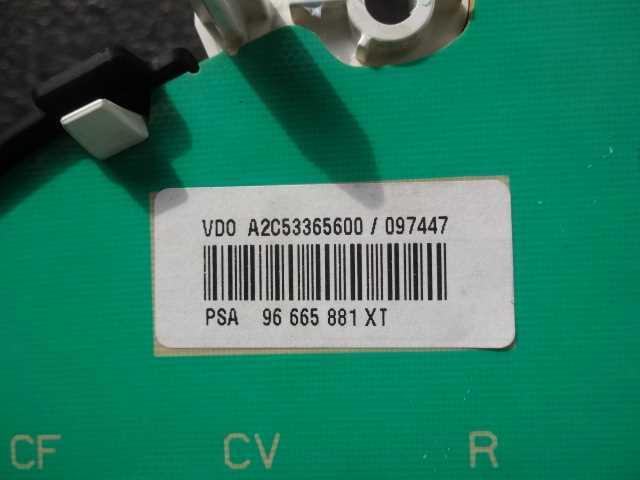 VDO A2C53365600 / 097447
PSA 96 665 881 XT
CF CV R